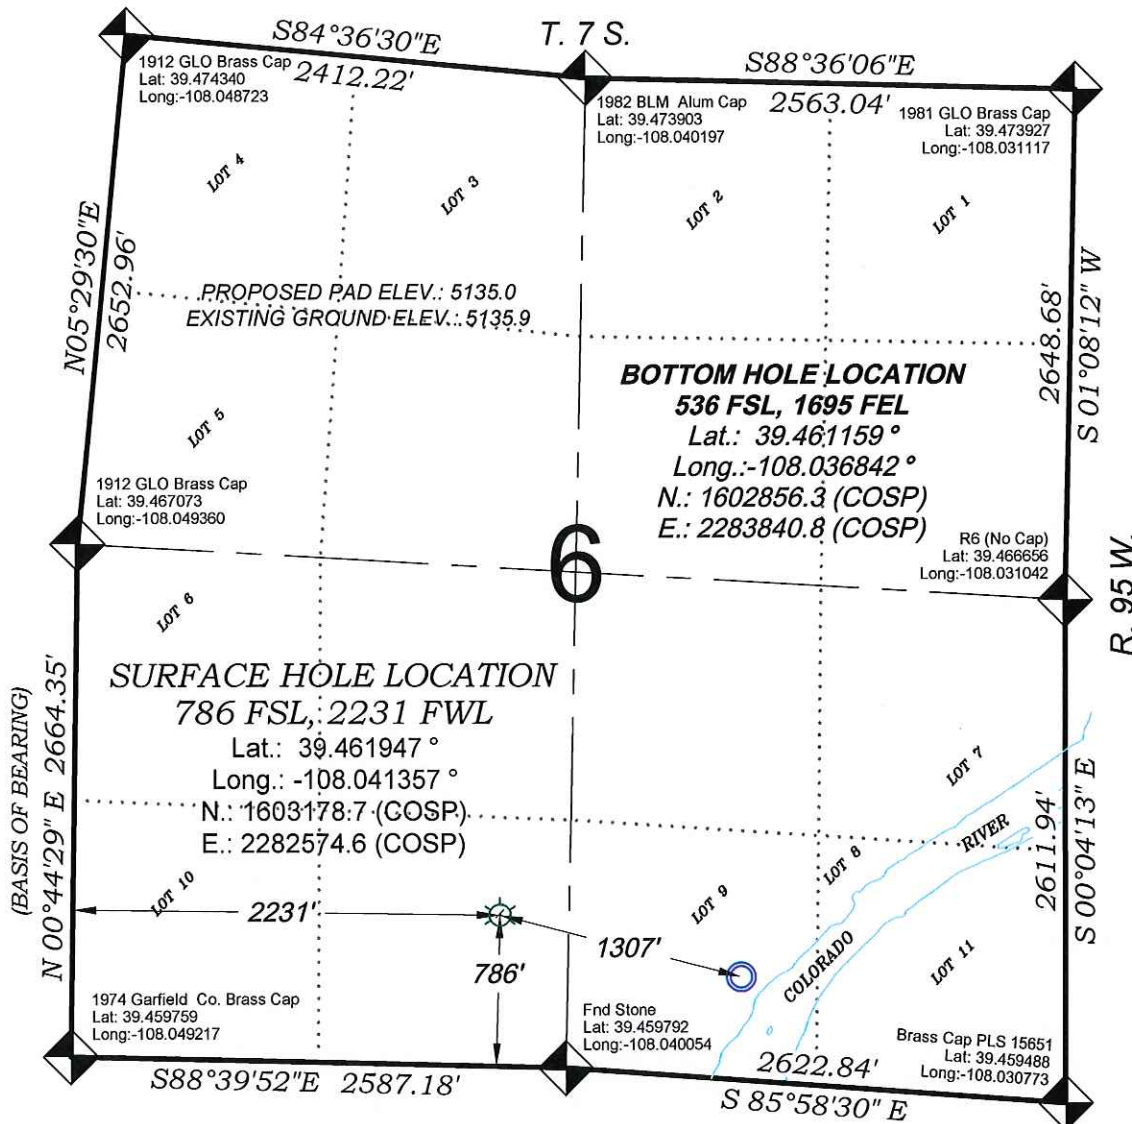 S84°36'30"E
T. 7 S.
S88°36'06"E
1912 GLO Brass Cap
Lat: 39.474340
Long:-108.048723
2412.22'
1982 BLM Alum Cap
Lat: 39.473903
Long:-108.040197
2563.04'
1981 GLO Brass Cap
Lat: 39.473927
Long:-108.031117
LOT 4
LOT 3
LOT 2
LOT 1
N05°29'30"E
2652.96'
PROPOSED PAD ELEV.: 5135.0
EXISTING GROUND ELEV.: 5135.9
2648.68'
S 01°08'12" W
BOTTOM HOLE LOCATION
536 FSL, 1695 FEL
Lat.: 39.461159 °
Long.:-108.036842 °
N.: 1602856.3 (COSP)
E.: 2283840.8 (COSP)
LOT 5
1912 GLO Brass Cap
Lat: 39.467073
Long:-108.049360
R6 (No Cap)
Lat: 39.466656
Long:-108.031042
6
R. 95 W.
LOT 6
SURFACE HOLE LOCATION
786 FSL, 2231 FWL
Lat.: 39.461947 °
Long.: -108.041357 °
N.: 1603178.7 (COSP)
E.: 2282574.6 (COSP)
(BASIS OF BEARING)
N 00°44'29" E 2664.35'
LOT 7
RIVER
2611.94'
S 00°04'13" E
LOT 8
LOT 10
LOT 9
2231'
1307'
786'
COLORADO
LOT 11
1974 Garfield Co. Brass Cap
Lat: 39.459759
Long:-108.049217
Fnd Stone
Lat: 39.459792
Long:-108.040054
Brass Cap PLS 15651
Lat: 39.459488
Long:-108.030773
S88°39'52"E 2587.18'
2622.84'
S 85°58'30" E